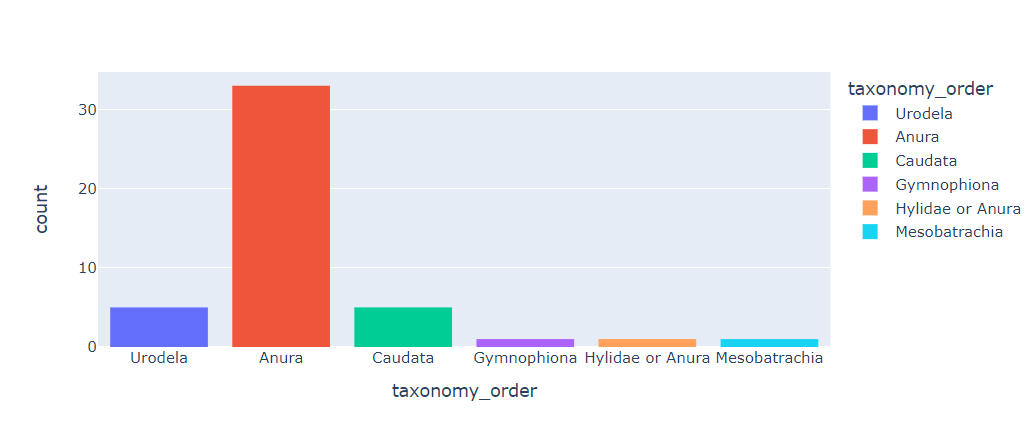 30
20
10
0
count
Urodela
Anura
Caudata
Gymnophiona
Hylidae or Anura
Mesobatrachia
taxonomy_order
taxonomy_order
Urodela
Anura
Caudata
Gymnophiona
Hylidae or Anura
Mesobatrachia